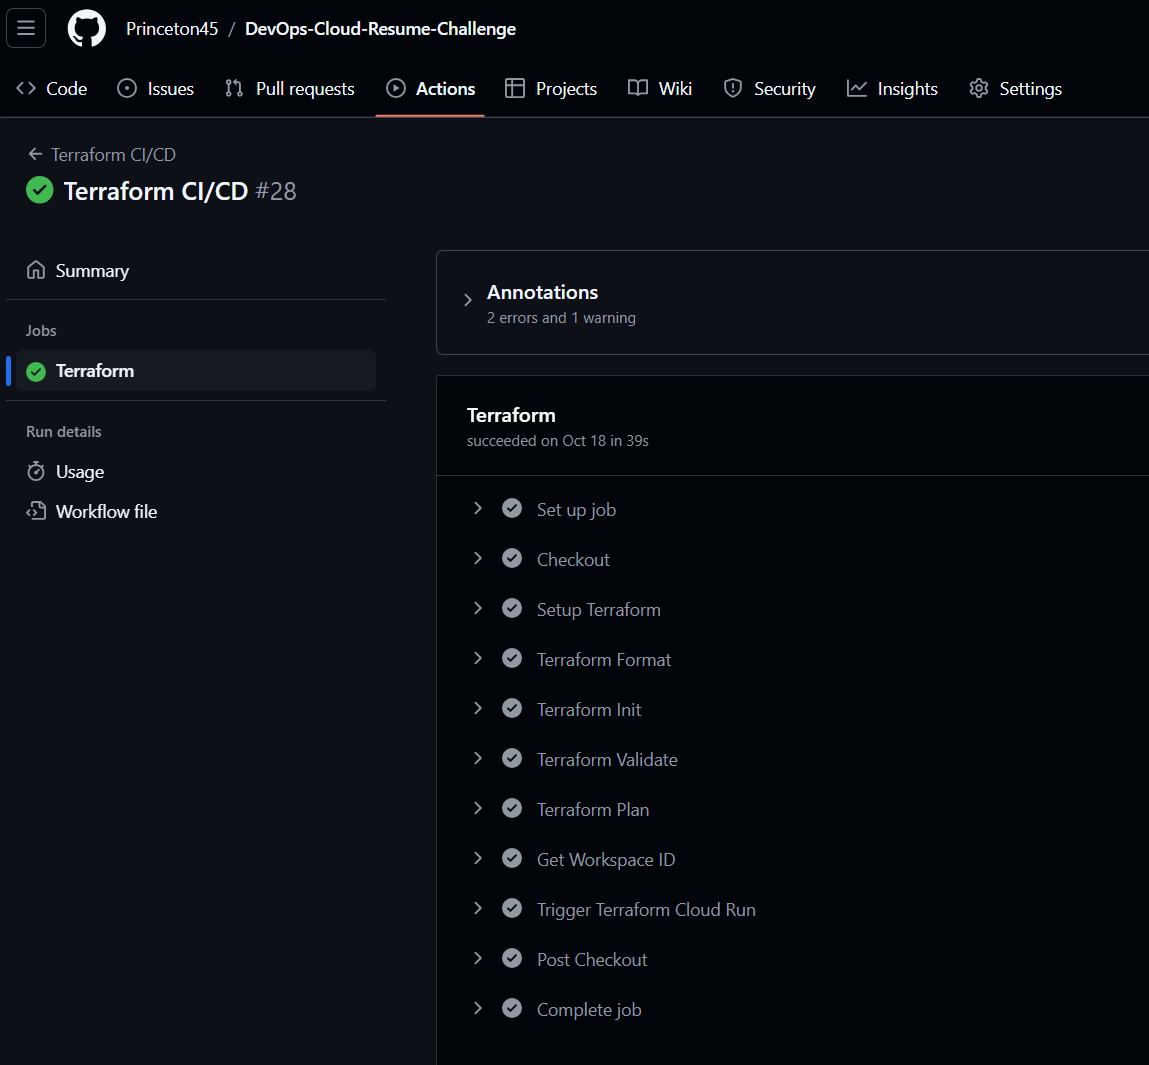 Princeton45 / DevOps-Cloud-Resume-Challenge
Code Issues Pull requests Actions Projects Wiki Security Insights Settings
Terraform CI/CD
Terraform CI/CD #28
Summary
Jobs
Terraform
Run details
Usage
Workflow file
Annotations
2 errors and 1 warning
Terraform
succeeded on Oct 18 in 39s
Set up job
Checkout
Setup Terraform
Terraform Format
Terraform Init
Terraform Validate
Terraform Plan
Get Workspace ID
Trigger Terraform Cloud Run
Post Checkout
Complete job